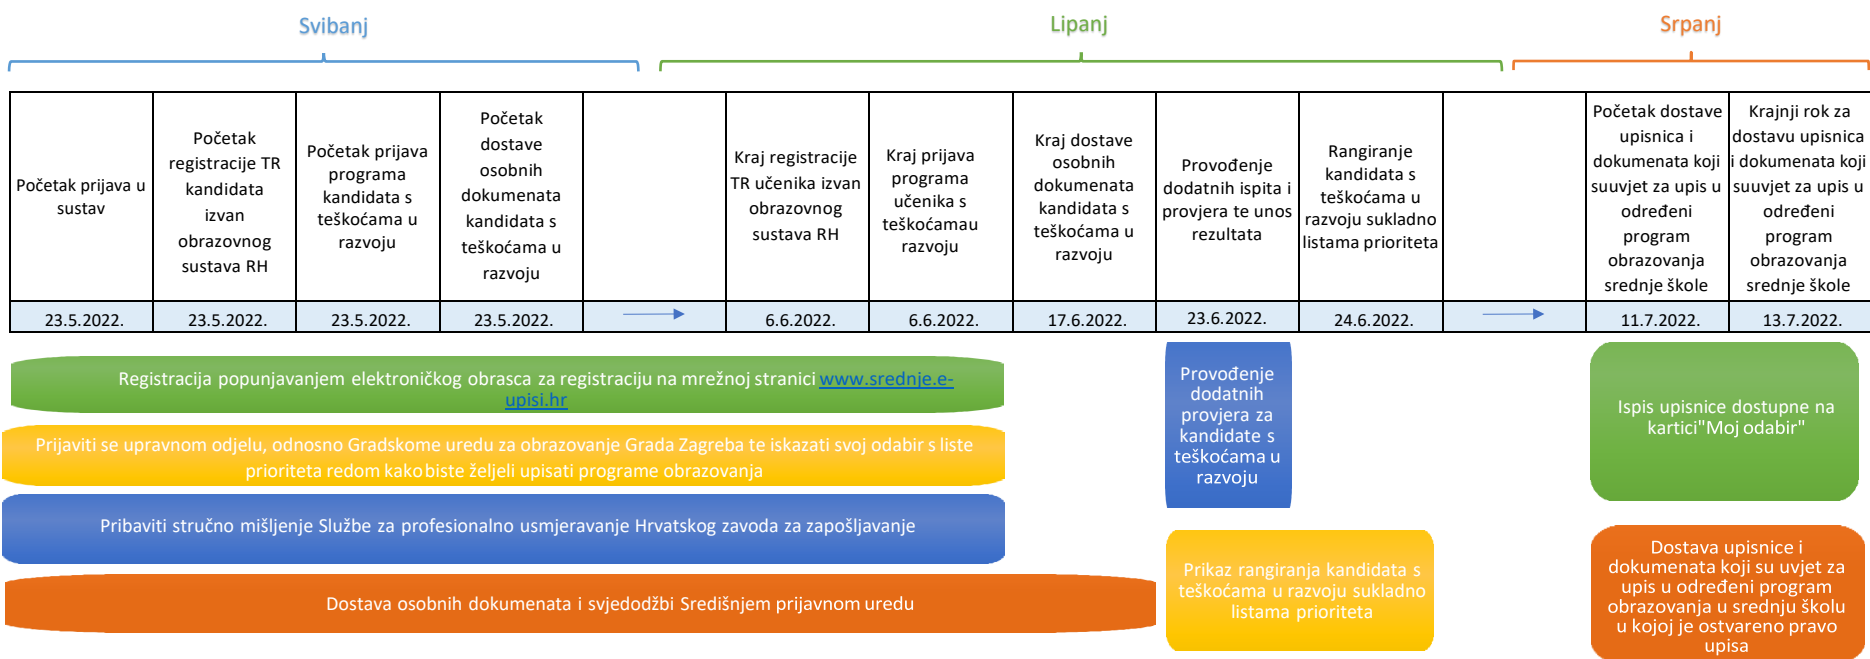 Svibanj
Lipanj
Srpanj
Početak prijava u
sustav
Početak
registracije TR
kandidata
izvan
obrazovnog
sustava RH
Početak prijava
programa
kandidata s
teškoćama u
razvoju
Početak
dostave
osobnih
dokumenata
kandidata s
teškoćama u
razvoju
Kraj registracije
TR učenika izvan
obrazovnog
sustava RH
Kraj prijava
programa
učenika s
teškoćamau
razvoju
Kraj dostave
osobnih
dokumenata
kandidata s
teškoćama u
razvoju
Provođenje
dodatnih ispita i
provjera te unos
rezultata
Rangiranje
kandidata s
teškoćama u
razvoju sukladno
listama prioriteta
Početak dostave
upisnica i
dokumenata koji
suuvjet za upis u
određeni
program
obrazovanja
srednje škole
Krajnji rok za
dostavu upisnica
i dokumenata koji
suuvjet za upis u
određeni
program
obrazovanja
srednje škole
23.5.2022.
23.5.2022.
23.5.2022.
23.5.2022.
6.6.2022.
6.6.2022.
17.6.2022.
23.6.2022.
24.6.2022.
11.7.2022.
13.7.2022.
Registracija popunjavanjem elektroničkog obrasca za registraciju na mrežnoj stranici www.srednje.e-
upisi.hr
Prijaviti se upravnom odjelu, odnosno Gradskome uredu za obrazovanje Grada Zagreba te iskazati svoj odabir s liste
prioriteta redom kako biste željeli upisati programe obrazovanja
Pribaviti stručno mišljenje Službe za profesionalno usmjeravanje Hrvatskog zavoda za zapošljavanje
Dostava osobnih dokumenata i svjedodžbi Središnjem prijavnom uredu
Provođenje
dodatnih
provjera za
kandidate s
teškoćama u
razvoju
Prikaz rangiranja kandidata s
teškoćama u razvoju sukladno
listama prioriteta
Ispis upisnice dostupne na
kartici"Moj odabir"
Dostava upisnice i
dokumenata koji su uvjet za
upis u određeni program
obrazovanja u srednju školu
u kojoj je ostvareno pravo
upisa